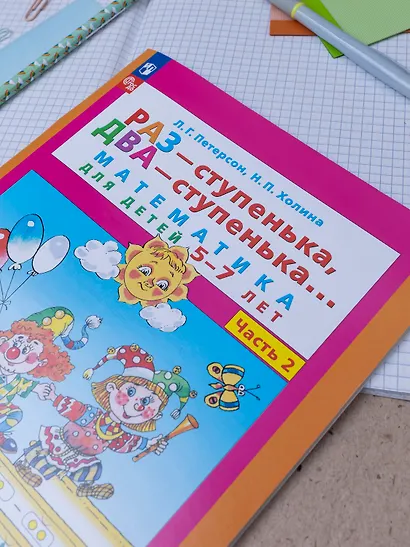 Л. Г. Петерсон, Н. П. Холина
РАЗ – СТУПЕНЬКА,
ДВА – СТУПЕНЬКА...
МАТЕМАТИКА
ДЛЯ ДЕТЕЙ 5–7 ЛЕТ
Часть 2